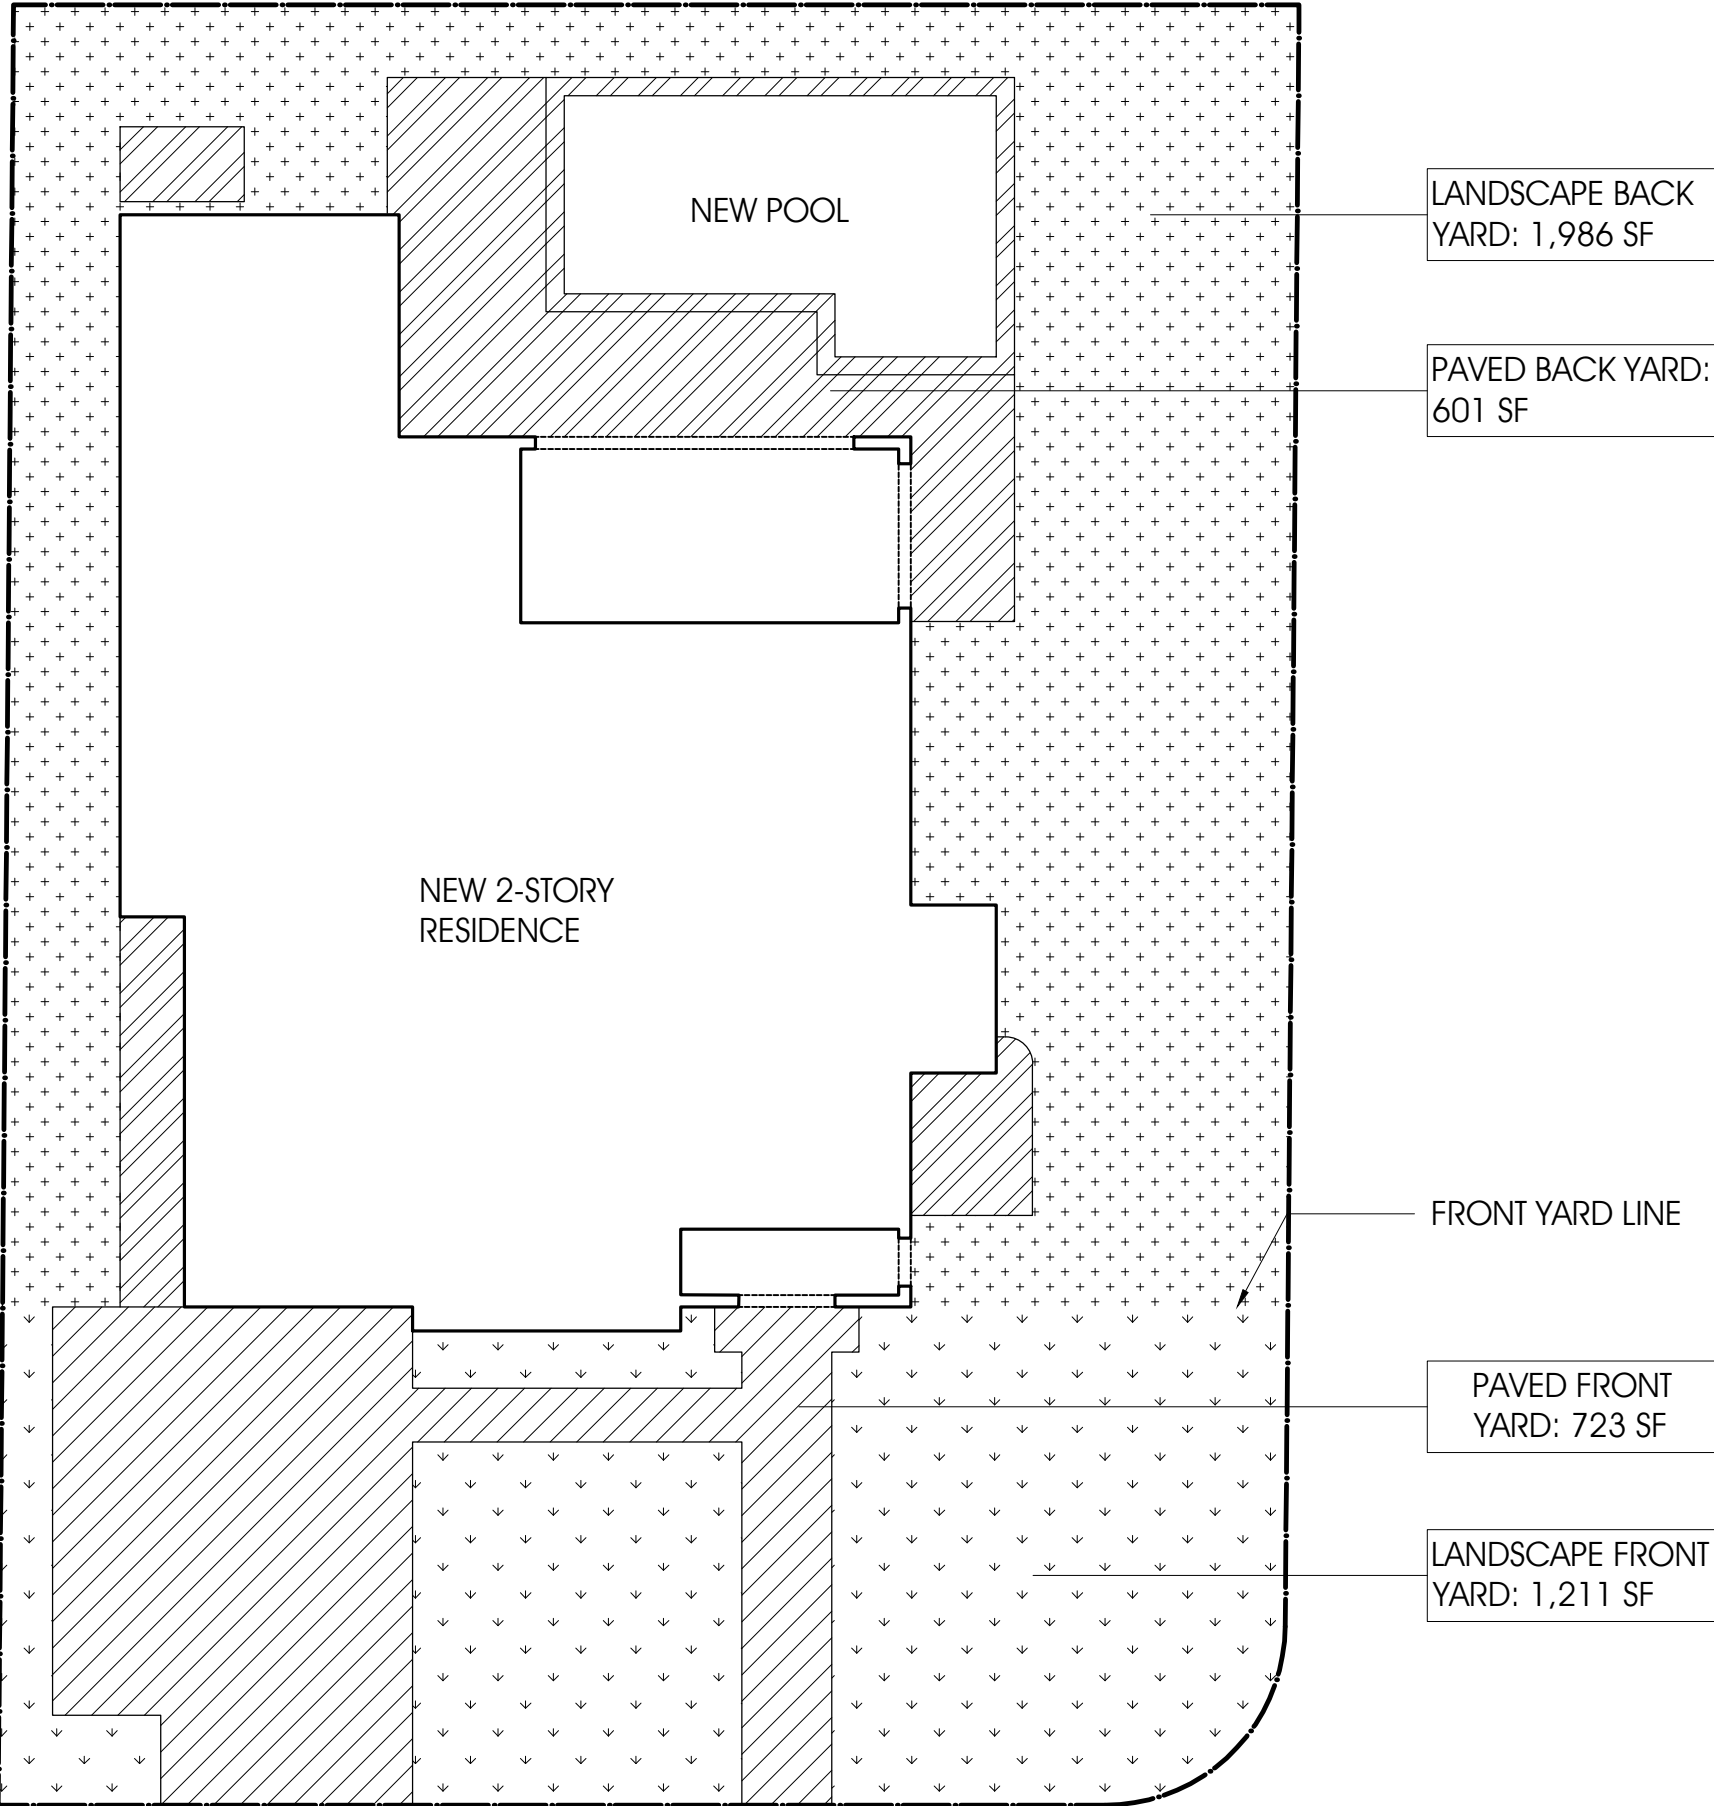 NEW POOL
LANDSCAPE BACK
YARD: 1,986 SF
PAVED BACK YARD:
601 SF
NEW 2-STORY
RESIDENCE
FRONT YARD LINE
PAVED FRONT
YARD: 723 SF
LANDSCAPE FRONT
YARD: 1,211 SF